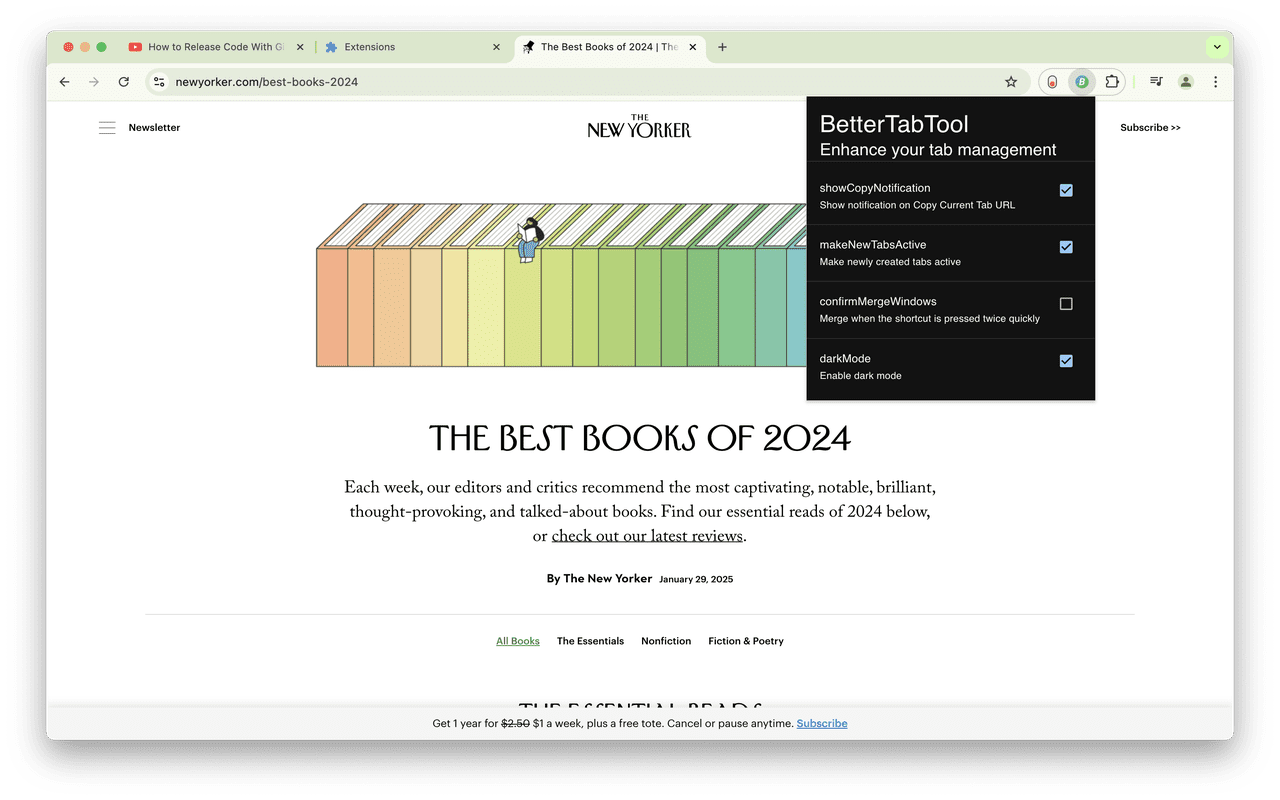 How to Release Code With Gi
Extensions
The Best Books of 2024 | The
newyorker.com/best-books-2024
B
Newsletter
THE
NEW YORKER
Subscribe >>
BetterTabTool
Enhance your tab management
showCopyNotification
Show notification on Copy Current Tab URL
makeNewTabsActive
Make newly created tabs active
confirmMergeWindows
Merge when the shortcut is pressed twice quickly
darkMode
Enable dark mode
THE BEST BOOKS OF 2024
Each week, our editors and critics recommend the most captivating, notable, brilliant,
thought-provoking, and talked-about books. Find our essential reads of 2024 below,
or check out our latest reviews.
By The New Yorker January 29, 2025
All Books The Essentials Nonfiction Fiction & Poetry
THE ESSENTIAL READS
Get 1 year for $2.50 $1 a week, plus a free tote. Cancel or pause anytime. Subscribe